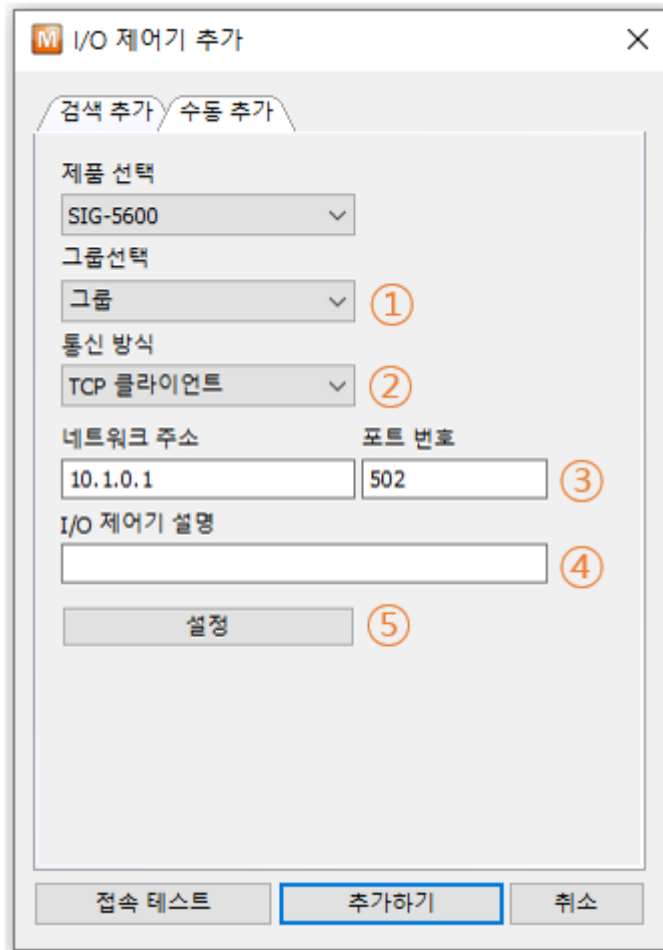 M I/O 제어기 추가
검색 추가 수동 추가
제품 선택
SIG-5600
그룹선택
그룹 ①
통신 방식
TCP 클라이언트 ②
네트워크 주소 포트 번호
10.1.0.1 502 ③
I/O 제어기 설명
④
설정 ⑤
접속 테스트 추가하기 취소